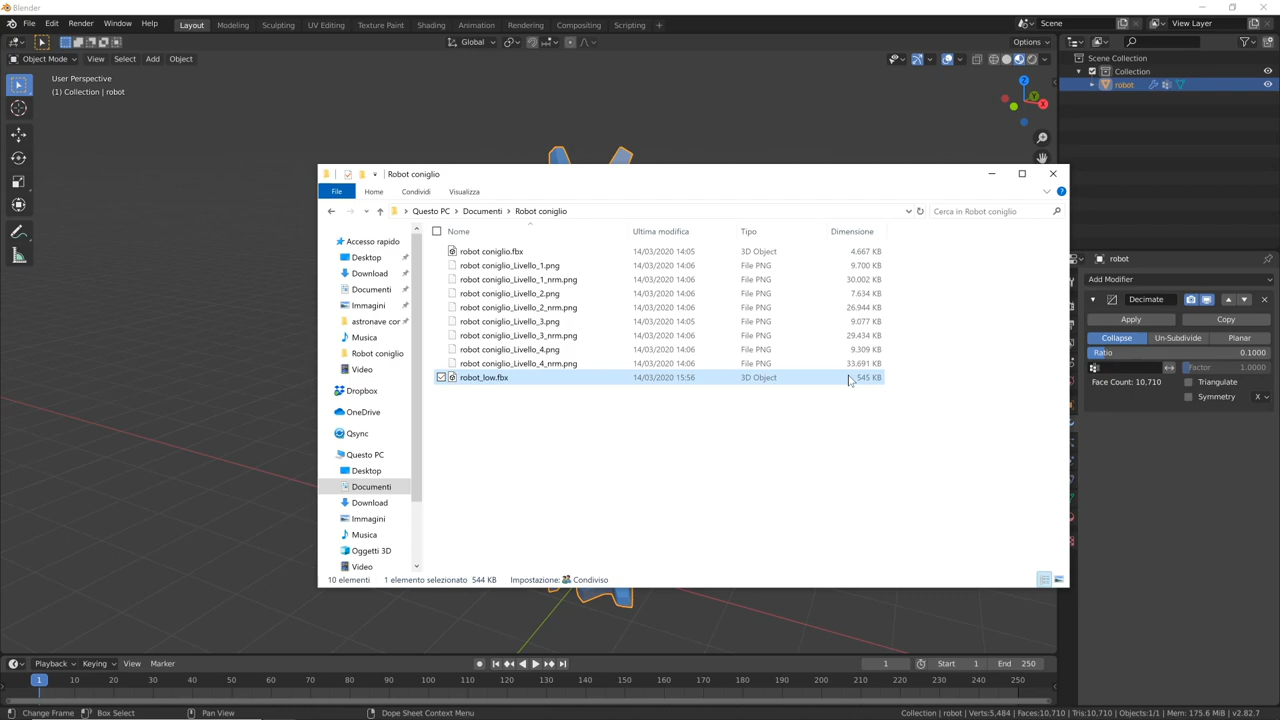 Blender
File Edit Render Window Help Layout Modeling Sculpting UV Editing Texture Paint Shading Animation Rendering Compositing Scripting + Scene View Layer
Global Options
Object Mode View Select Add Object
User Perspective
(1) Collection | robot
Z
Y
X
Scene Collection
Collection
robot
robot
Add Modifier
Decimate
Apply Copy
Collapse Un-Subdivide Planar
Ratio 0.1000
Factor 1.0000
Face Count: 10,710 Triangulate
Symmetry X
Robot coniglio
File Home Condividi Visualizza
Questo PC > Documenti > Robot coniglio Cerca in Robot coniglio
Nome Ultima modifica Tipo Dimensione
robot coniglio.fbx 14/03/2020 14:05 3D Object 4.667 KB
robot coniglio_Livello_1.png 14/03/2020 14:06 File PNG 9.700 KB
robot coniglio_Livello_1_nrm.png 14/03/2020 14:06 File PNG 30.002 KB
robot coniglio_Livello_2.png 14/03/2020 14:06 File PNG 7.634 KB
robot coniglio_Livello_2_nrm.png 14/03/2020 14:06 File PNG 26.944 KB
robot coniglio_Livello_3.png 14/03/2020 14:05 File PNG 9.077 KB
robot coniglio_Livello_3_nrm.png 14/03/2020 14:06 File PNG 29.434 KB
robot coniglio_Livello_4.png 14/03/2020 14:06 File PNG 9.309 KB
robot coniglio_Livello_4_nrm.png 14/03/2020 14:06 File PNG 33.691 KB
robot_low.fbx 14/03/2020 15:56 3D Object 545 KB
Accesso rapido
Desktop
Download
Documenti
Immagini
astronave cor
Musica
Robot coniglio
Video
Dropbox
OneDrive
Qsync
Questo PC
Desktop
Documenti
Download
Immagini
Musica
Oggetti 3D
Video
10 elementi 1 elemento selezionato 544 KB Impostazione: Condiviso
Playback Keying View Marker 1 Start 1 End 250
1 10 20 30 40 50 60 70 80 90 100 110 120 130 140 150 160 170 180 190 200 210 220 230 240 250
Change Frame Box Select Pan View Dope Sheet Context Menu Collection | robot | Verts:5,484 | Faces:10,710 | Tris:10,710 | Objects:1/1 | Mem: 175.6 MiB | v2.82.7